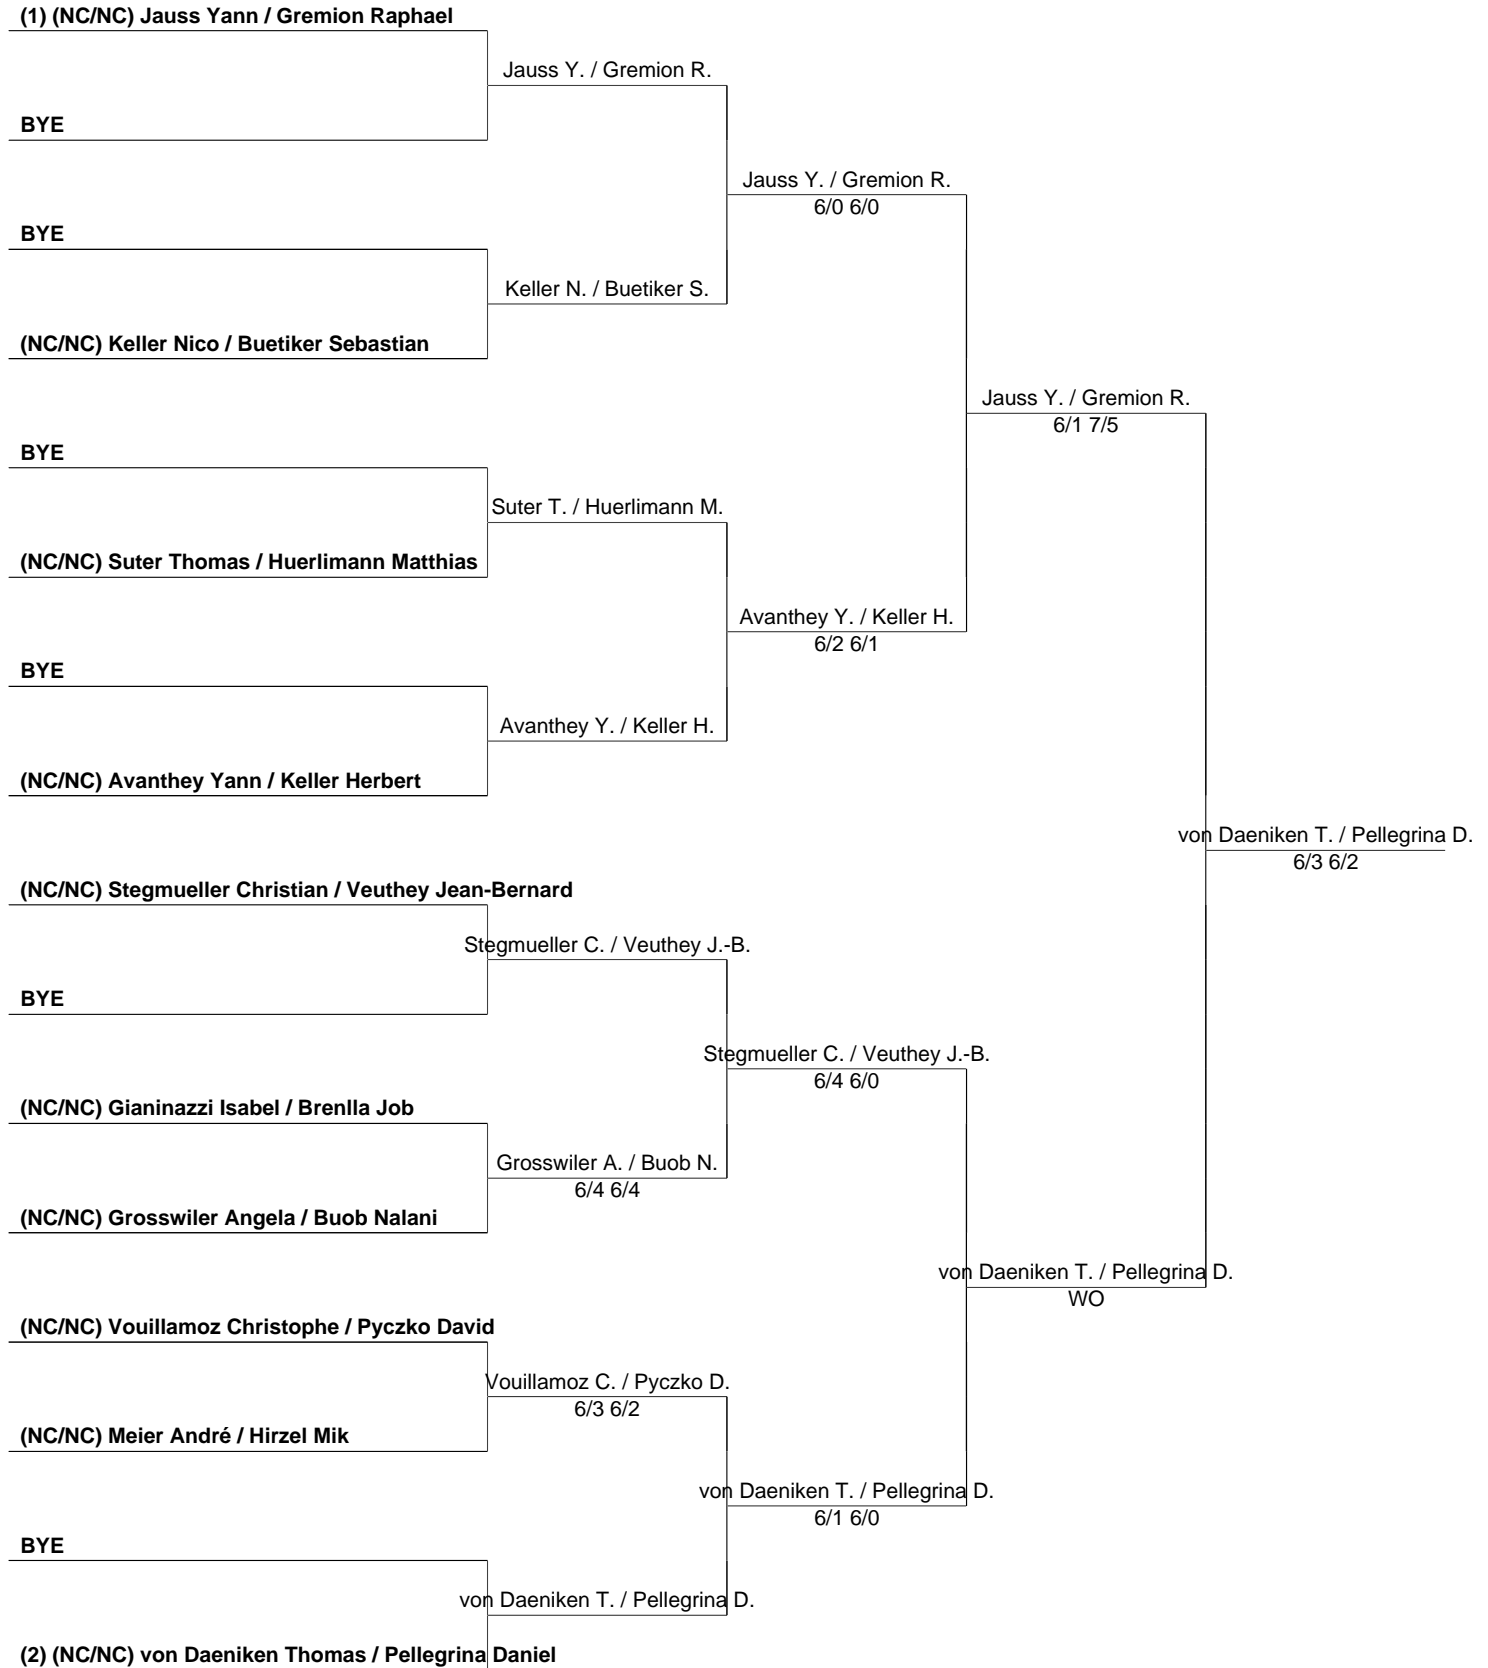 (1) (NC/NC) Jauss Yann / Gremion Raphael
Jauss Y. / Gremion R.
BYE
Jauss Y. / Gremion R.
6/0 6/0
BYE
Keller N. / Buetiker S.
(NC/NC) Keller Nico / Buetiker Sebastian
Jauss Y. / Gremion R.
6/1 7/5
BYE
Suter T. / Huerlimann M.
(NC/NC) Suter Thomas / Huerlimann Matthias
Avanthey Y. / Keller H.
6/2 6/1
BYE
Avanthey Y. / Keller H.
(NC/NC) Avanthey Yann / Keller Herbert
von Daeniken T. / Pellegrina D.
6/3 6/2
(NC/NC) Stegmueller Christian / Veuthey Jean-Bernard
Stegmueller C. / Veuthey J.-B.
BYE
Stegmueller C. / Veuthey J.-B.
6/4 6/0
(NC/NC) Gianinazzi Isabel / Brenlla Job
Grosswiler A. / Buob N.
6/4 6/4
(NC/NC) Grosswiler Angela / Buob Nalani
von Daeniken T. / Pellegrina D.
WO
(NC/NC) Vouillamoz Christophe / Pyczko David
Vouillamoz C. / Pyczko D.
6/3 6/2
(NC/NC) Meier André / Hirzel Mik
von Daeniken T. / Pellegrina D.
6/1 6/0
BYE
von Daeniken T. / Pellegrina D.
(2) (NC/NC) von Daeniken Thomas / Pellegrina Daniel